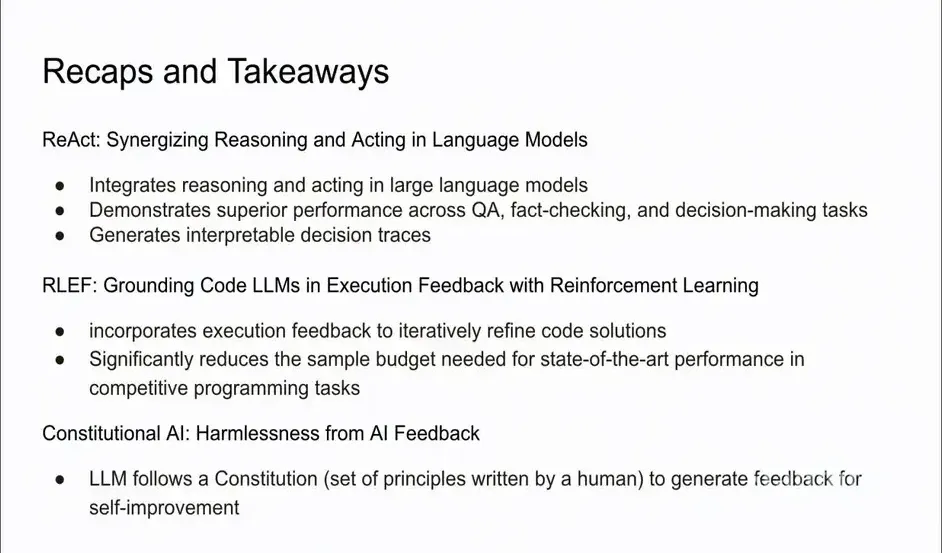 Recaps and Takeaways
ReAct: Synergizing Reasoning and Acting in Language Models
● Integrates reasoning and acting in large language models
● Demonstrates superior performance across QA, fact-checking, and decision-making tasks
● Generates interpretable decision traces
RLEF: Grounding Code LLMs in Execution Feedback with Reinforcement Learning
● incorporates execution feedback to iteratively refine code solutions
● Significantly reduces the sample budget needed for state-of-the-art performance in
competitive programming tasks
Constitutional AI: Harmlessness from AI Feedback
● LLM follows a Constitution (set of principles written by a human) to generate feedback for
self-improvement